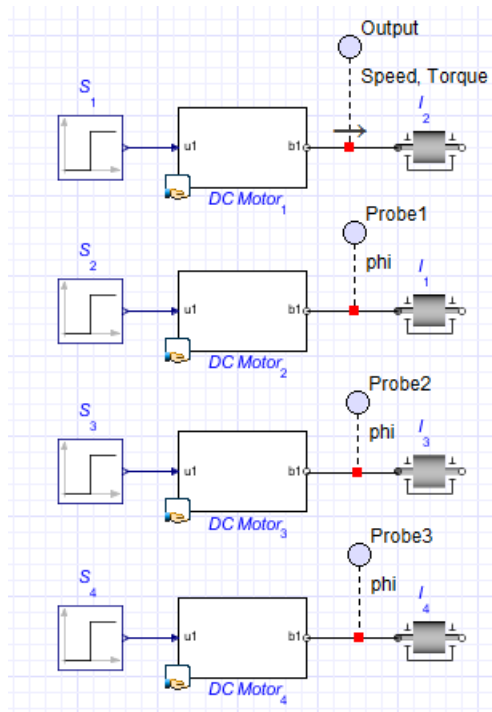 Output
Speed, Torque
S
1
u1
b1
I
2
DC Motor
1
Probe1
phi
S
2
u1
b1
I
1
DC Motor
2
Probe2
phi
S
3
u1
b1
I
3
DC Motor
3
Probe3
phi
S
4
u1
b1
I
4
DC Motor
4